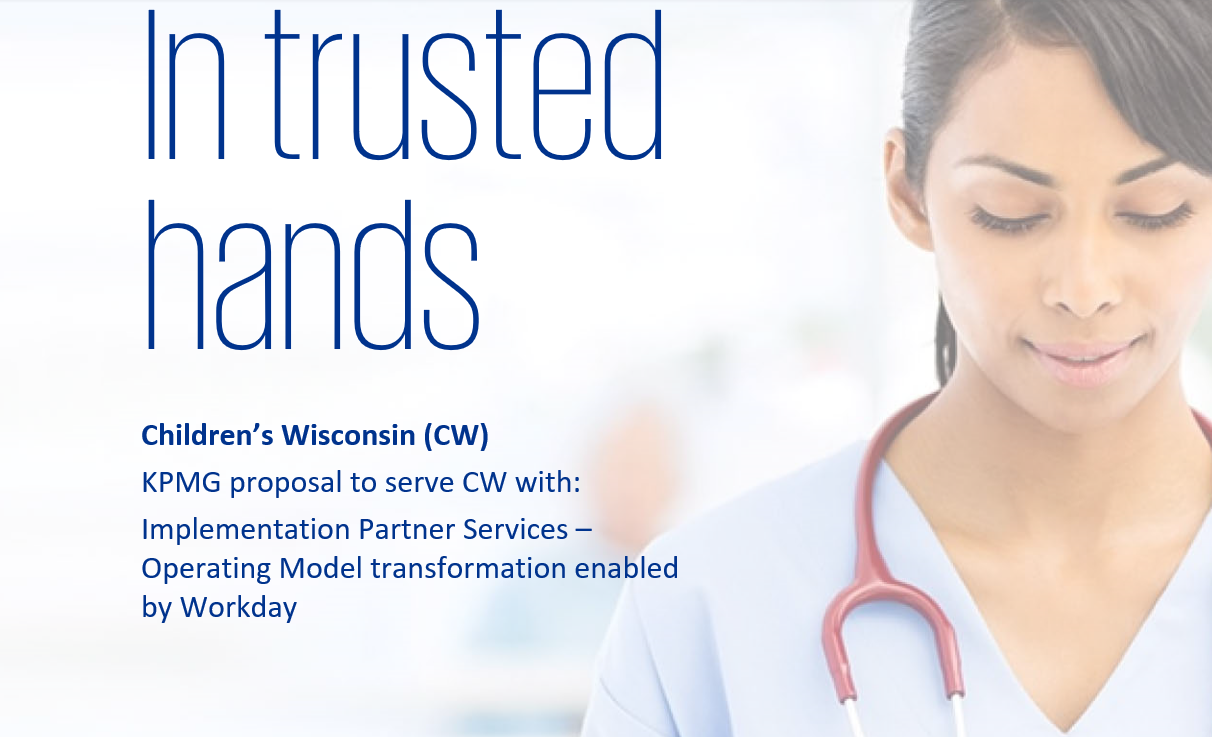 In trusted
hands
Children’s Wisconsin (CW)
KPMG proposal to serve CW with:
Implementation Partner Services –
Operating Model transformation enabled
by Workday